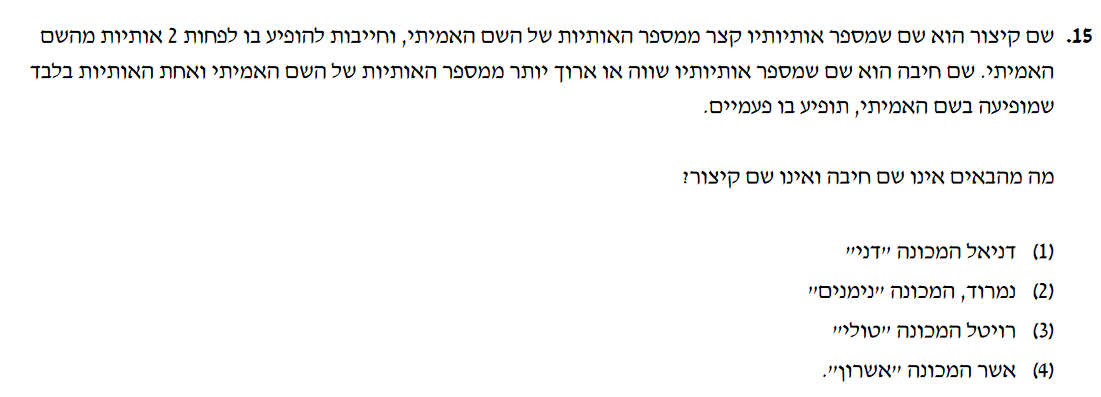 15. שם קיצור הוא שם שמספר אותיותיו קצר ממספר האותיות של השם האמיתי, וחייבות להופיע בו לפחות 2 אותיות מהשם
האמיתי. שם חיבה הוא שם שמספר אותיותיו שווה או ארוך יותר ממספר האותיות של השם האמיתי ואחת האותיות בלבד
שמופיעה בשם האמיתי, תופיע בו פעמיים.
מה מהבאים אינו שם חיבה ואינו שם קיצור?
(1) דניאל המכונה "דני"
(2) נמרוד, המכונה "נימנים"
(3) רויטל המכונה "טולי"
(4) אשר המכונה "אשרון".